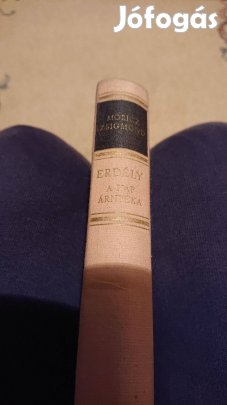 Jófogás
MÓRICZ
ZSIGMOND
ERDÉLY
A NAP
ÁRNYÉKA